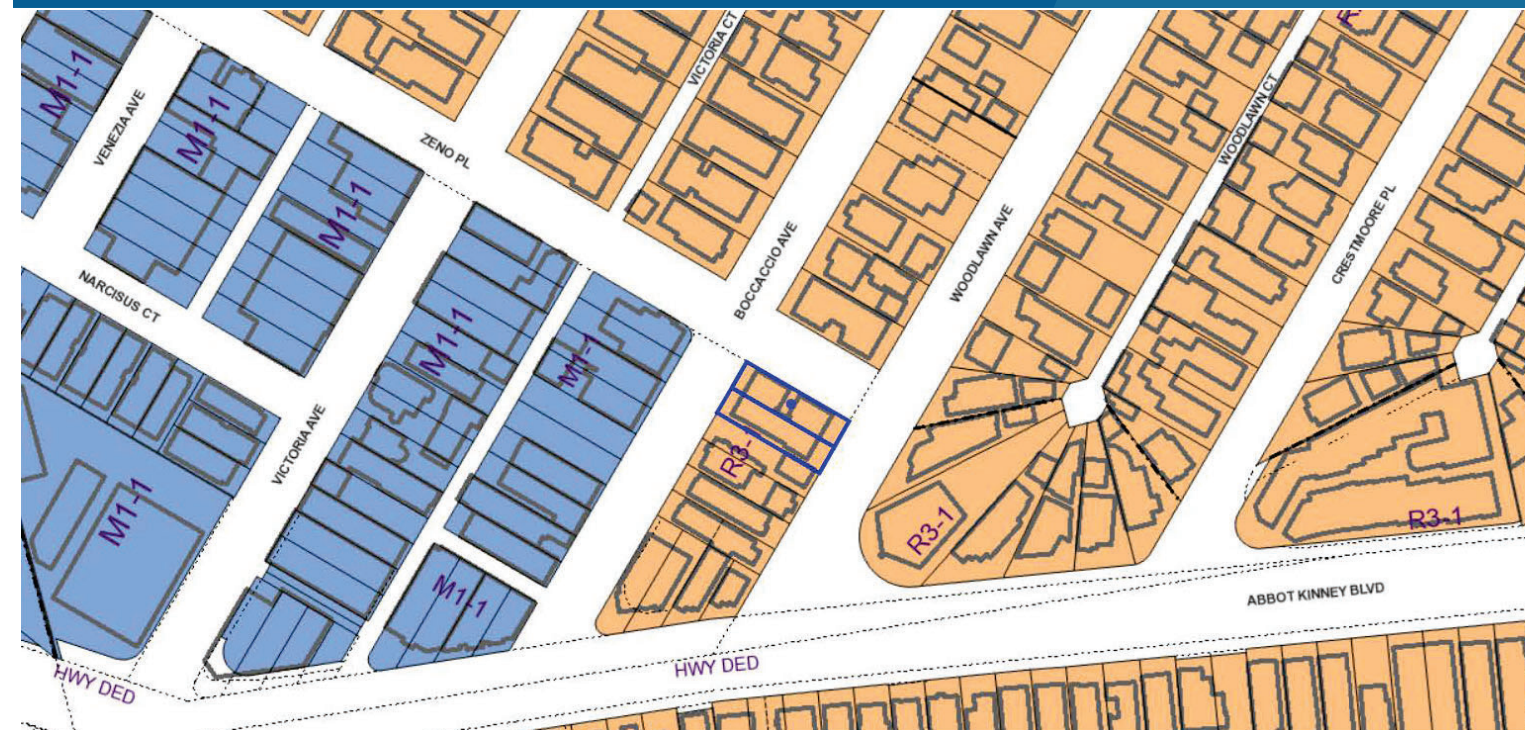 M1-1
VENEZIA AVE
M1-1
ZENO PL
VICTORIA CT
M1-1
NARCISUS CT
M1-1
M1-1
VICTORIA AVE
M1-1
M1-1
BOCCACCIO AVE
WOODLAWN AVE
WOODLAWN CT
CRESTMOORE PL
R3-1
R3-1
R3-1
ABBOT KINNEY BLVD
HWY DED
HWY DED